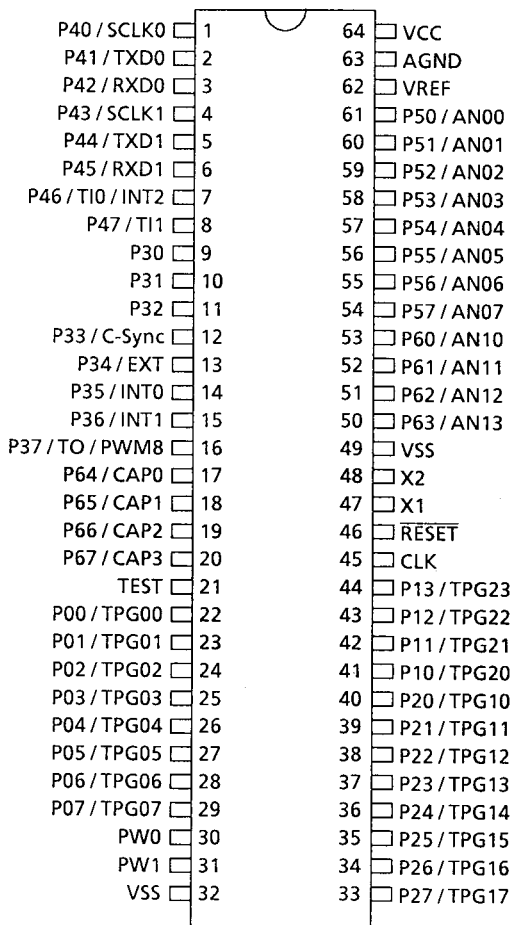 P40 / SCLK0 1 64 VCC
P41 / TXD0 2 63 AGND
P42 / RXD0 3 62 VREF
P43 / SCLK1 4 61 P50 / AN00
P44 / TXD1 5 60 P51 / AN01
P45 / RXD1 6 59 P52 / AN02
P46 / TI0 / INT2 7 58 P53 / AN03
P47 / TI1 8 57 P54 / AN04
P30 9 56 P55 / AN05
P31 10 55 P56 / AN06
P32 11 54 P57 / AN07
P33 / C-Sync 12 53 P60 / AN10
P34 / EXT 13 52 P61 / AN11
P35 / INT0 14 51 P62 / AN12
P36 / INT1 15 50 P63 / AN13
P37 / TO / PWM8 16 49 VSS
P64 / CAP0 17 48 X2
P65 / CAP1 18 47 X1
P66 / CAP2 19 46 RESET
P67 / CAP3 20 45 CLK
TEST 21 44 P13 / TPG23
P00 / TPG00 22 43 P12 / TPG22
P01 / TPG01 23 42 P11 / TPG21
P02 / TPG02 24 41 P10 / TPG20
P03 / TPG03 25 40 P20 / TPG10
P04 / TPG04 26 39 P21 / TPG11
P05 / TPG05 27 38 P22 / TPG12
P06 / TPG06 28 37 P23 / TPG13
P07 / TPG07 29 36 P24 / TPG14
PW0 30 35 P25 / TPG15
PW1 31 34 P26 / TPG16
VSS 32 33 P27 / TPG17